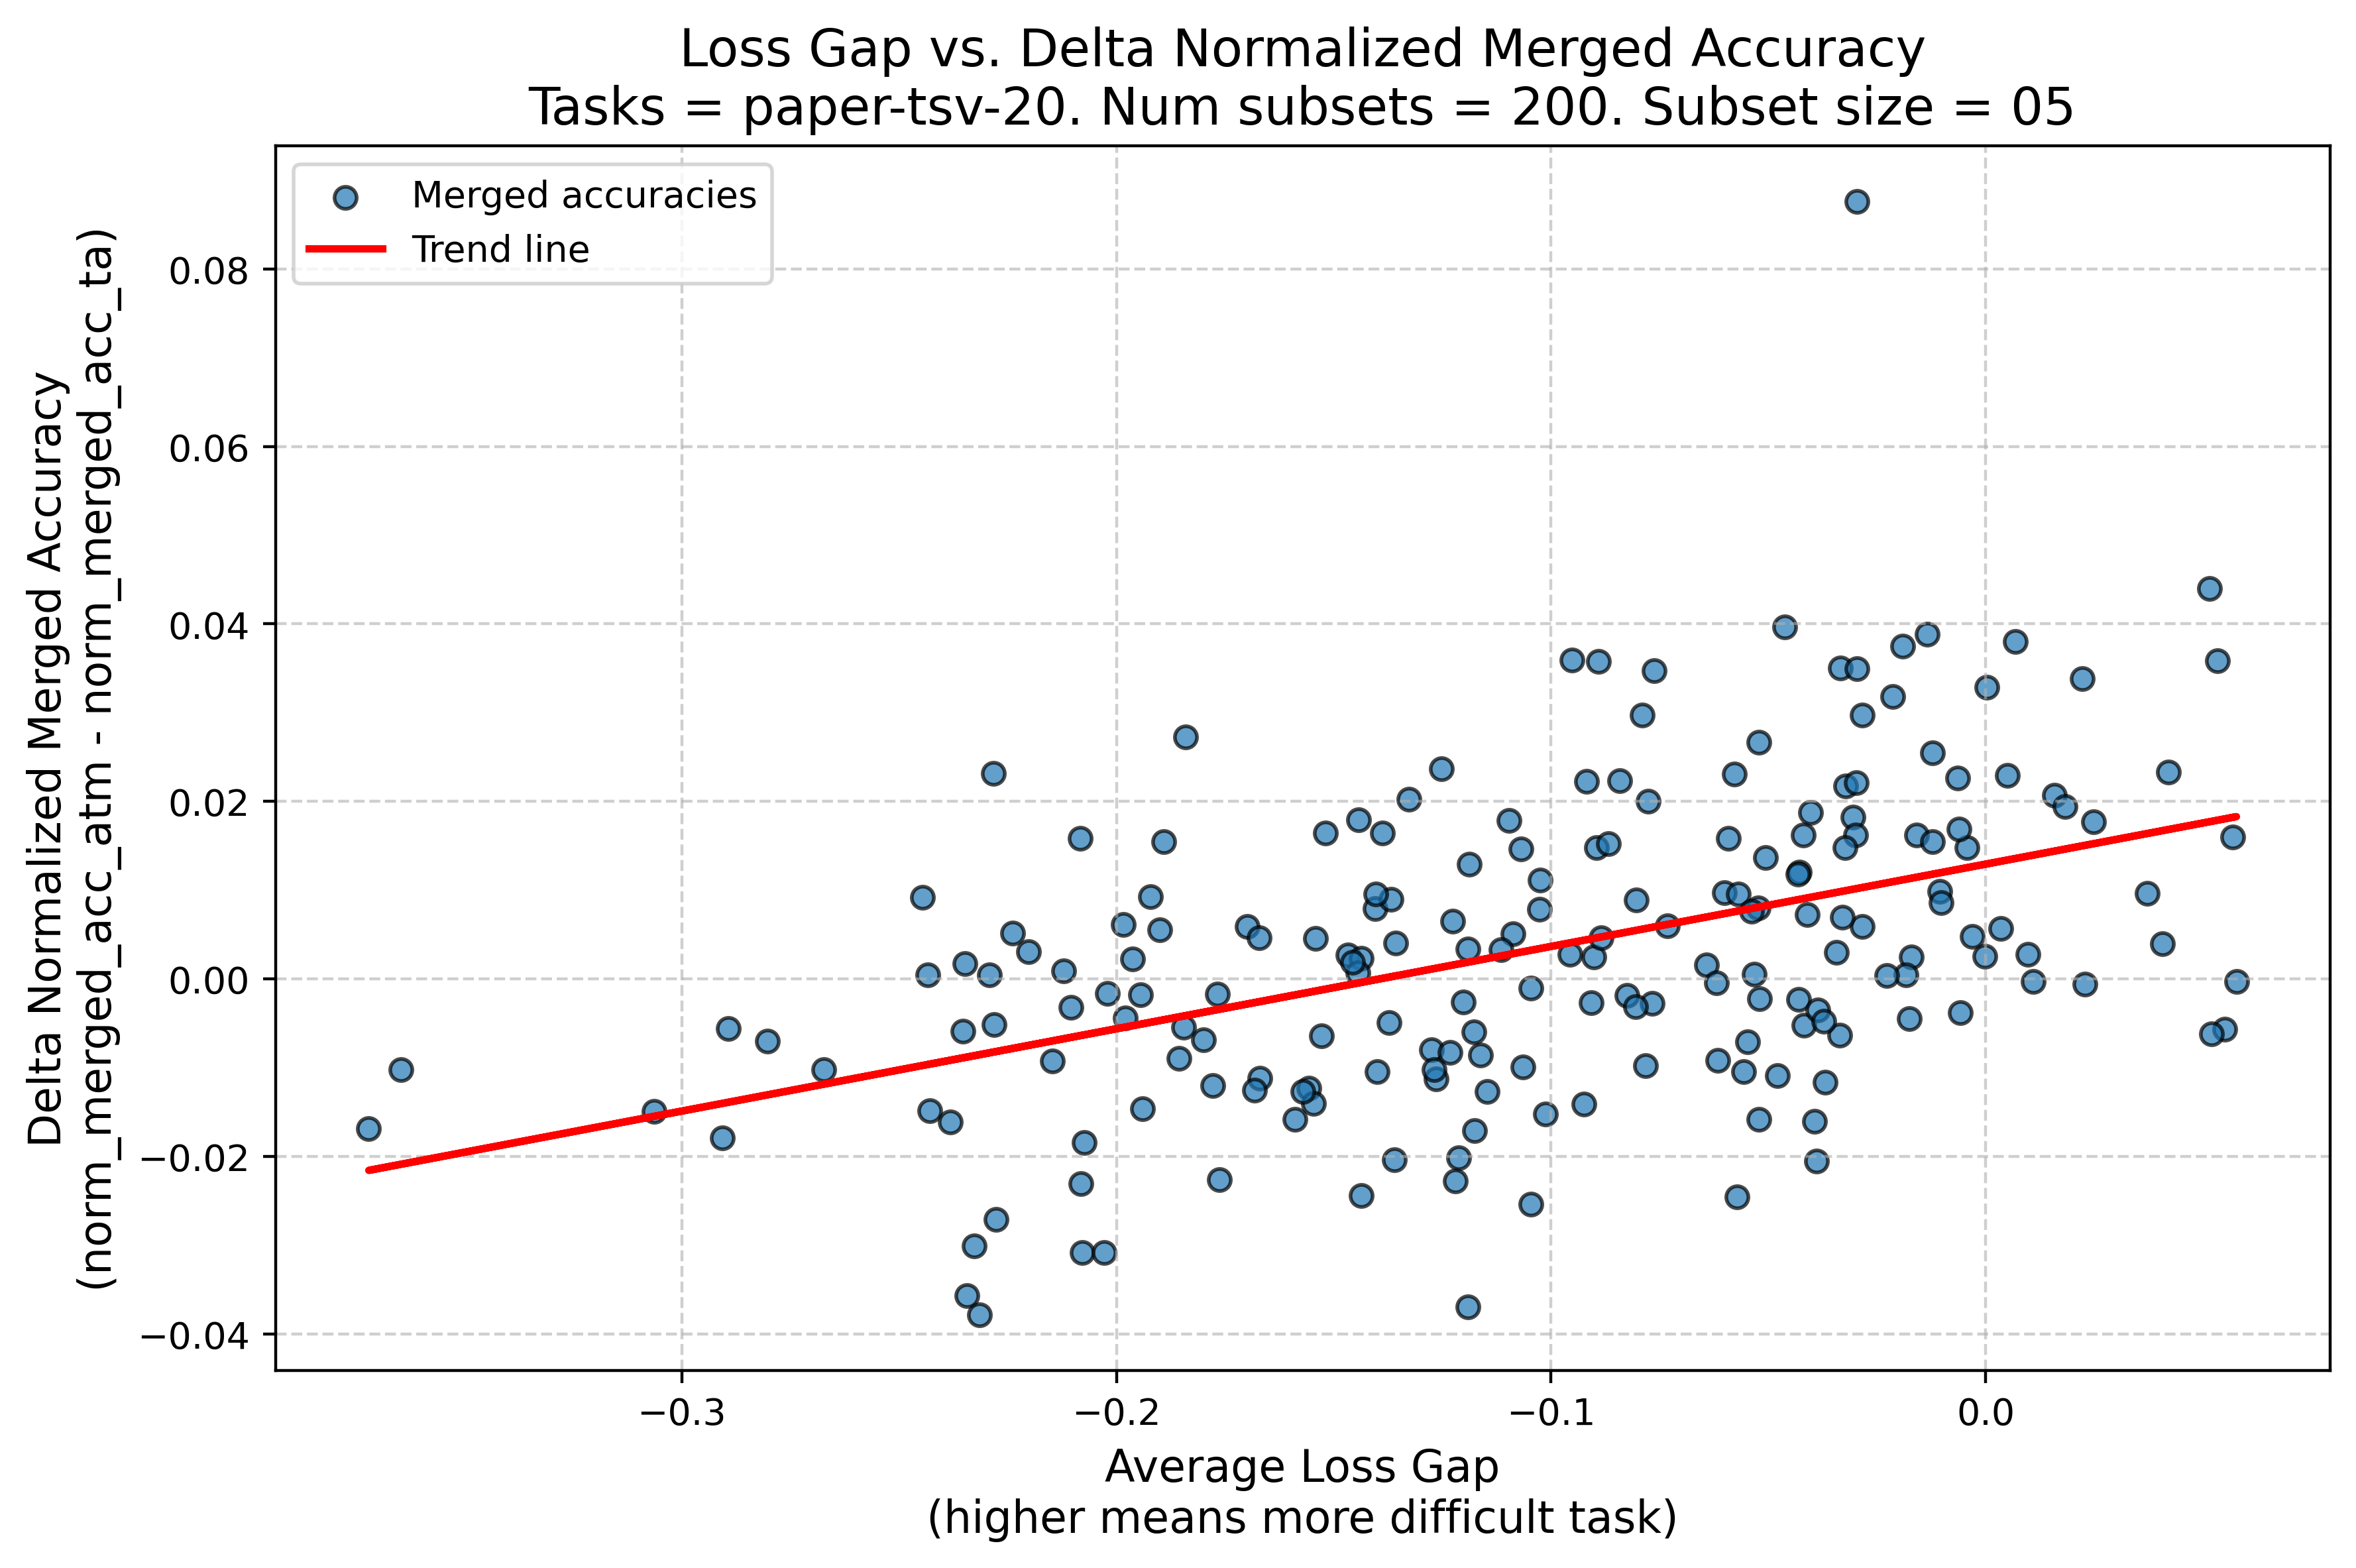 Loss Gap vs. Delta Normalized Merged Accuracy
Tasks = paper-tsv-20. Num subsets = 200. Subset size = 05
Merged accuracies
Trend line
Delta Normalized Merged Accuracy
(norm_merged_acc_atm - norm_merged_acc_ta)
0.08
0.06
0.04
0.02
0.00
−0.02
−0.04
−0.3
−0.2
−0.1
0.0
Average Loss Gap
(higher means more difficult task)